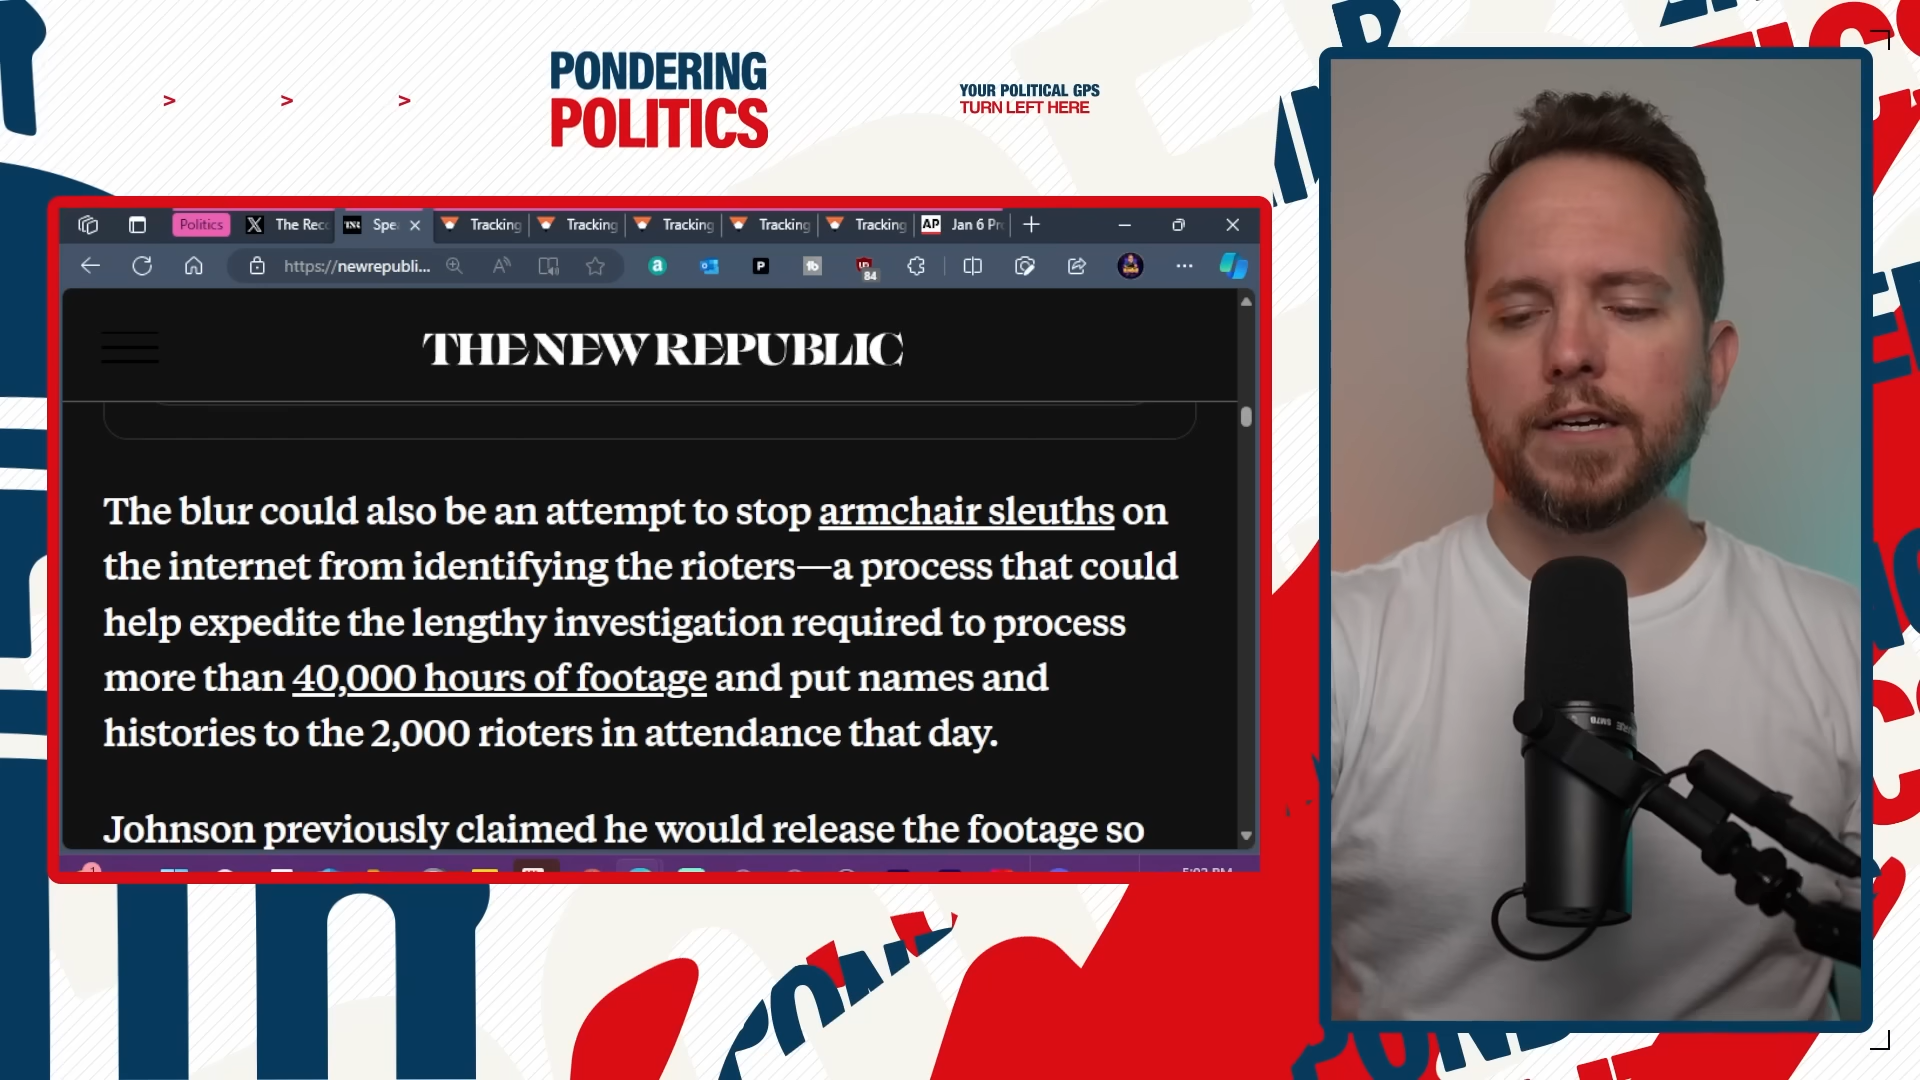 PONDERING
POLITICS
YOUR POLITICAL GPS
TURN LEFT HERE
> > >
Politics
The Rec
Spe
Tracking
Tracking
Tracking
Tracking
Tracking
AP
Jan 6 Pr
https://newrepubli...
84
THE NEW REPUBLIC
The blur could also be an attempt to stop armchair sleuths on
the internet from identifying the rioters—a process that could
help expedite the lengthy investigation required to process
more than 40,000 hours of footage and put names and
histories to the 2,000 rioters in attendance that day.
Johnson previously claimed he would release the footage so